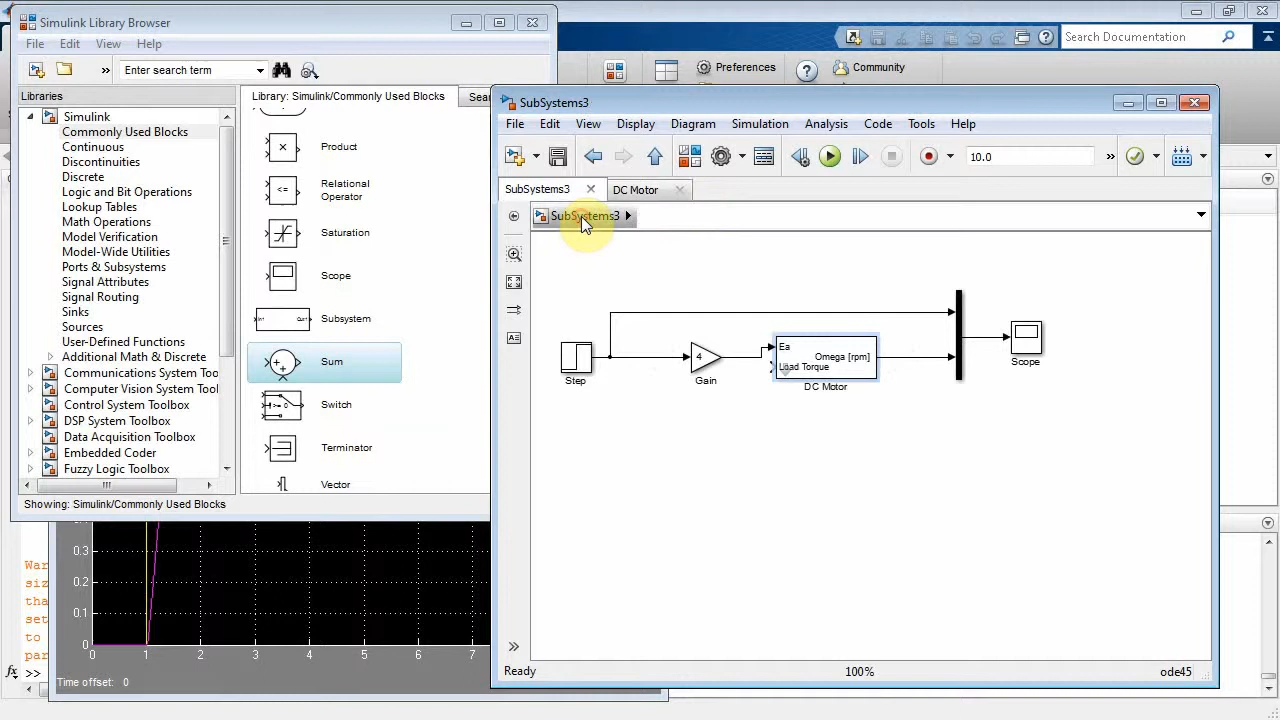 Simulink Library Browser
File Edit View Help
Enter search term
Libraries
Library: Simulink/Commonly Used Blocks
Simulink
Commonly Used Blocks
Continuous
Discontinuities
Discrete
Logic and Bit Operations
Lookup Tables
Math Operations
Model Verification
Model-Wide Utilities
Ports & Subsystems
Signal Attributes
Signal Routing
Sinks
Sources
User-Defined Functions
Additional Math & Discrete
Communications System Too
Computer Vision System Too
Control System Toolbox
DSP System Toolbox
Data Acquisition Toolbox
Embedded Coder
Fuzzy Logic Toolbox
Product
Relational
Operator
Saturation
Scope
Subsystem
Sum
Switch
Terminator
Vector
Showing: Simulink/Commonly Used Blocks
Search Documentation
Preferences
Community
SubSystems3
File Edit View Display Diagram Simulation Analysis Code Tools Help
10.0
SubSystems3 DC Motor
SubSystems3
Step
4
Gain
Ea
Load Torque
Omega [rpm]
DC Motor
Scope
Ready 100% ode45
0.3
0.2
0.1
0
0 1 2 3 4 5 6 7
Time offset: 0
War
siz
tha
set
to
par
>>